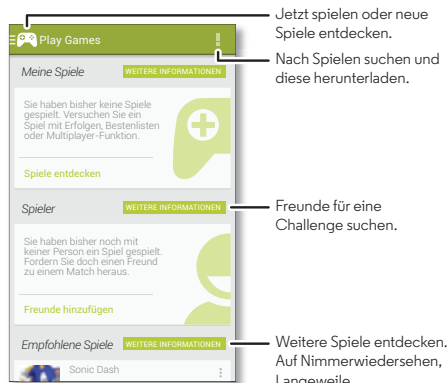 Play Games
Meine Spiele
WEITERE INFORMATIONEN
Sie haben bisher keine Spiele
gespielt. Versuchen Sie ein
Spiel mit Erfolgen, Bestenlisten
oder Multiplayer-Funktion.
Spiele entdecken
Spieler
WEITERE INFORMATIONEN
Sie haben bisher noch mit
keiner Person ein Spiel gespielt.
Fordern Sie doch einen Freund
zu einem Match heraus.
Freunde hinzufügen
Empfohlene Spiele
WEITERE INFORMATIONEN
Sonic Dash
Jetzt spielen oder neue
Spiele entdecken.
Nach Spielen suchen und
diese herunterladen.
Freunde für eine
Challenge suchen.
Weitere Spiele entdecken.
Auf Nimmerwiedersehen,
Langeweile